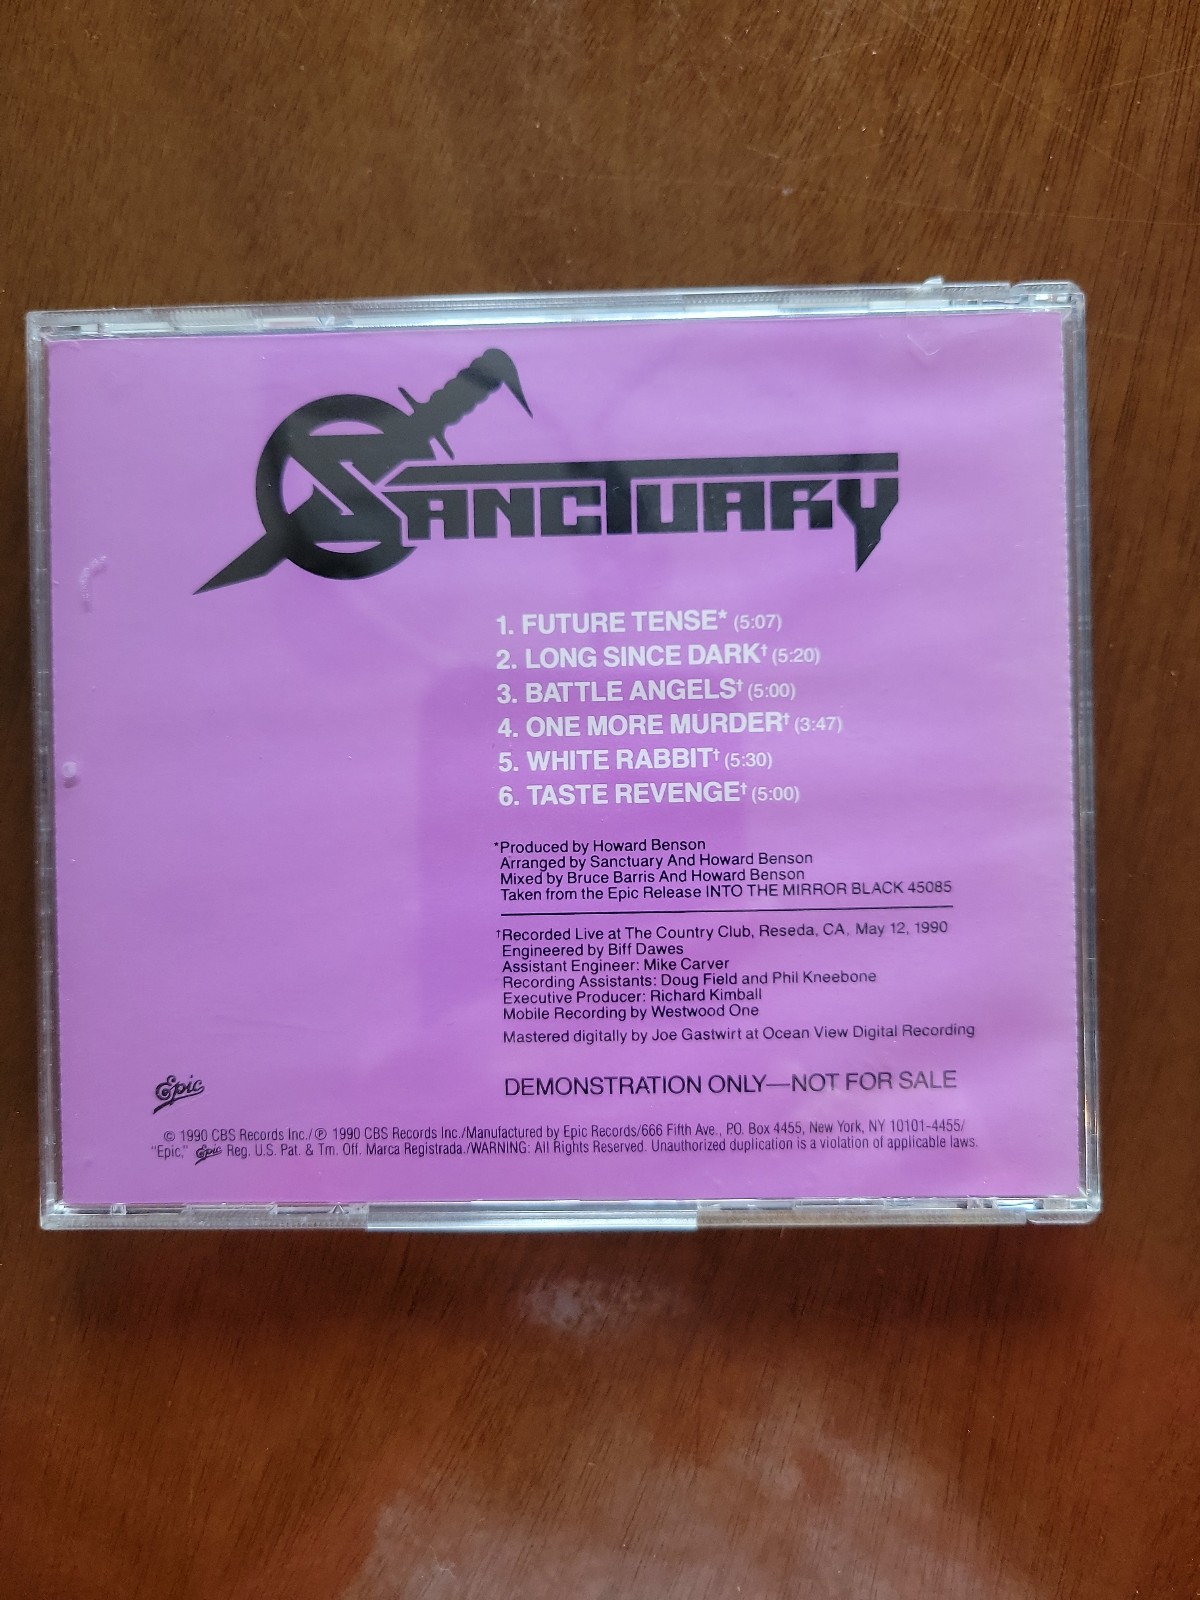 SANCTUARY
1. FUTURE TENSE* (5:07)
2. LONG SINCE DARK† (5:20)
3. BATTLE ANGELS† (5:00)
4. ONE MORE MURDER† (3:47)
5. WHITE RABBIT† (5:30)
6. TASTE REVENGE† (5:00)
*Produced by Howard Benson
Arranged by Sanctuary And Howard Benson
Mixed by Bruce Barris And Howard Benson
Taken from the Epic Release INTO THE MIRROR BLACK 45085
†Recorded Live at The Country Club, Reseda, CA, May 12, 1990
Engineered by Biff Dawes
Assistant Engineer: Mike Carver
Recording Assistants: Doug Field and Phil Kneebone
Executive Producer: Richard Kimball
Mobile Recording by Westwood One
Mastered digitally by Joe Gastwirt at Ocean View Digital Recording
DEMONSTRATION ONLY—NOT FOR SALE
Epic
© 1990 CBS Records Inc./℗ 1990 CBS Records Inc./Manufactured by Epic Records/666 Fifth Ave., P.O. Box 4455, New York, NY 10101-4455/
"Epic," Epic Reg. U.S. Pat. & Tm. Off. Marca Registrada./WARNING: All Rights Reserved. Unauthorized duplication is a violation of applicable laws.